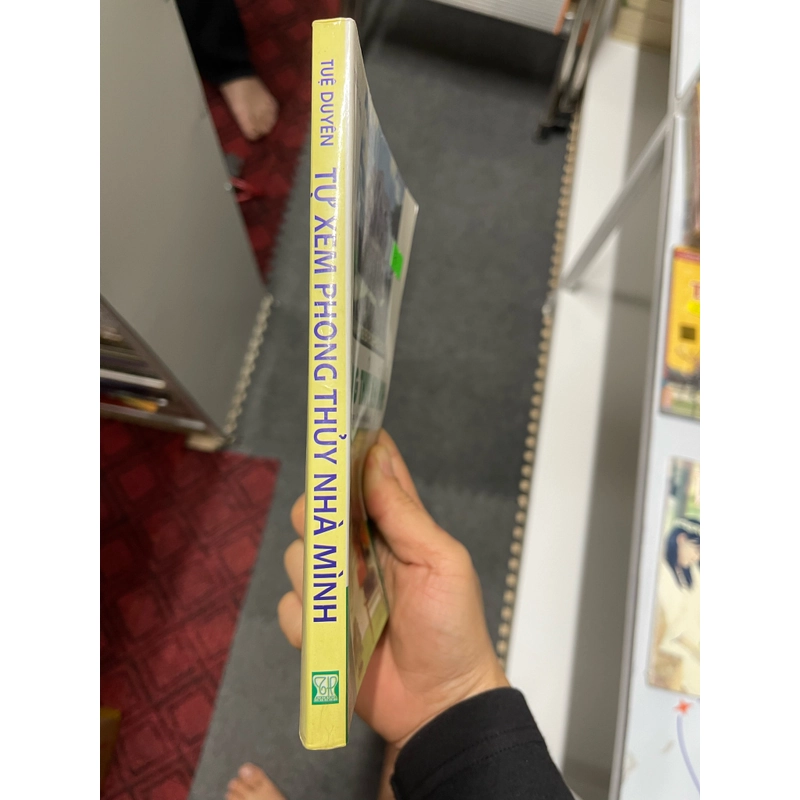 TUỆ DUYÊN
TỰ XEM PHONG THỦY NHÀ MÌNH